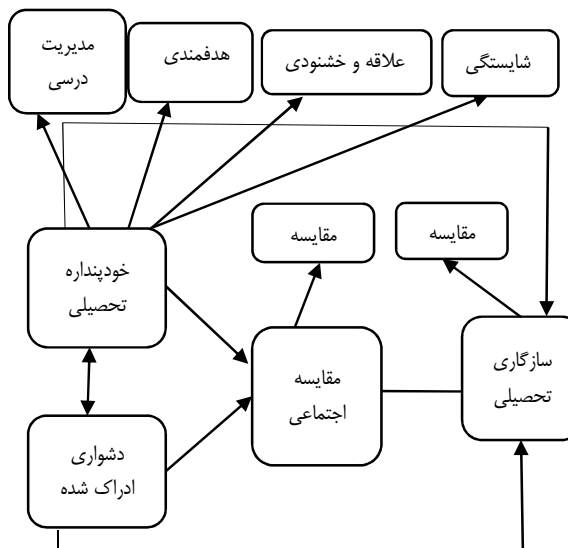 شایستگی
علاقه و خشنودی
هدفمندی
مدیریت
درسی
مقایسه
مقایسه
خودپنداره
تحصیلی
سازگاری
تحصیلی
مقایسه
اجتماعی
دشواری
ادراک شده